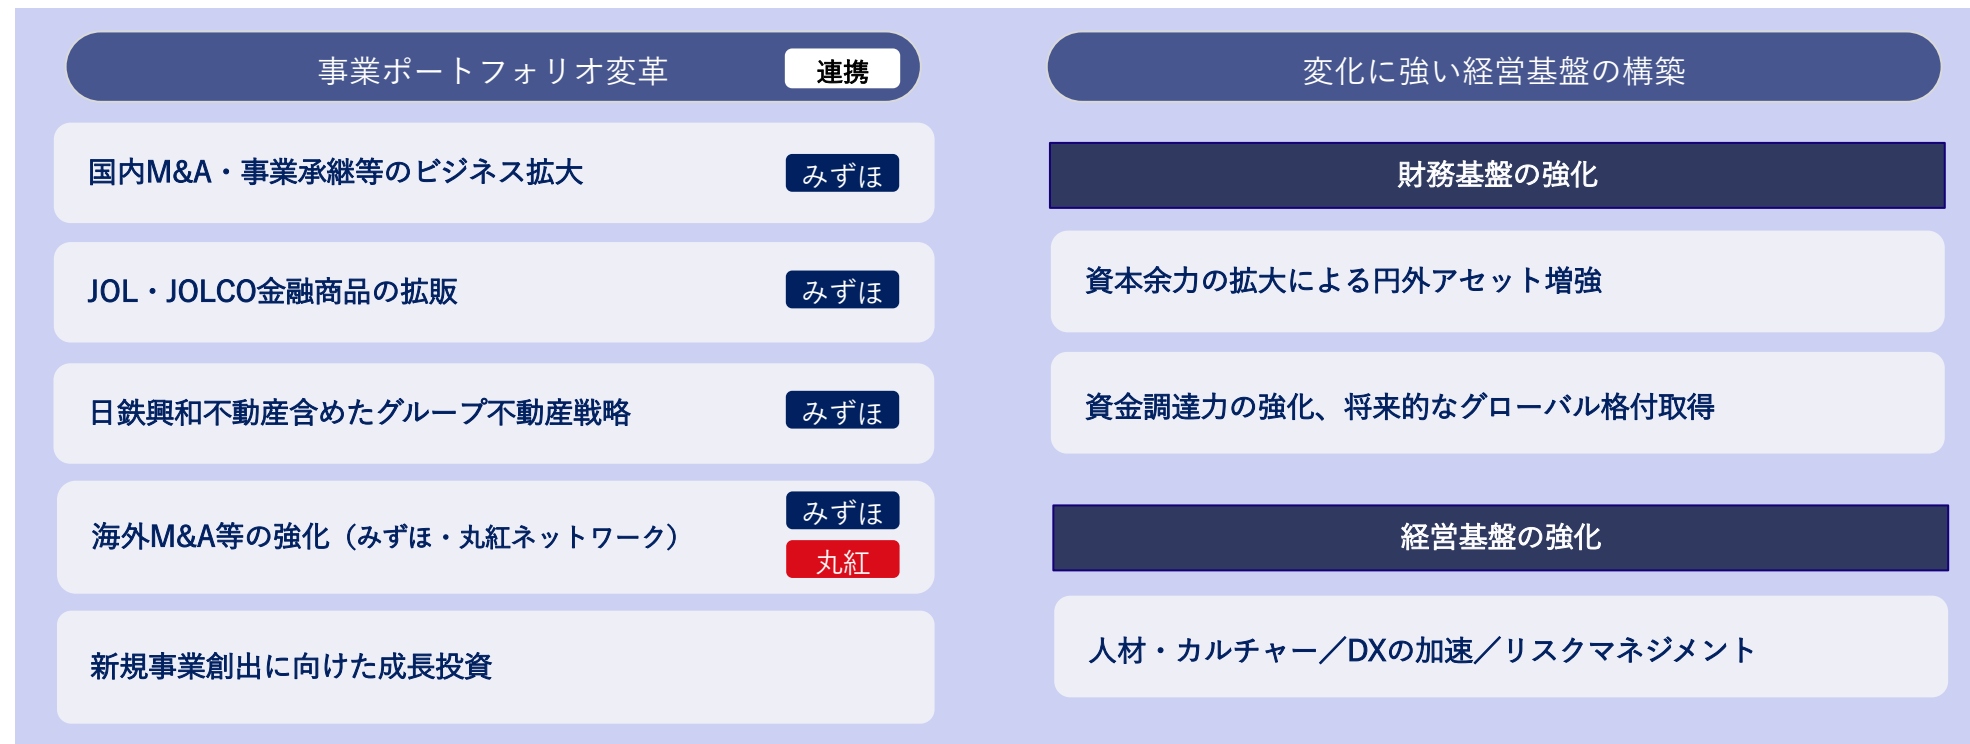 事業ポートフォリオ変革 連携
国内M&A・事業承継等のビジネス拡大 みずほ
JOL・JOLCO金融商品の拡販 みずほ
日鉄興和不動産含めたグループ不動産戦略 みずほ
海外M&A等の強化（みずほ・丸紅ネットワーク） みずほ
丸紅
新規事業創出に向けた成長投資
変化に強い経営基盤の構築
財務基盤の強化
資本余力の拡大による円外アセット増強
資金調達力の強化、将来的なグローバル格付取得
経営基盤の強化
人材・カルチャー／DXの加速／リスクマネジメント